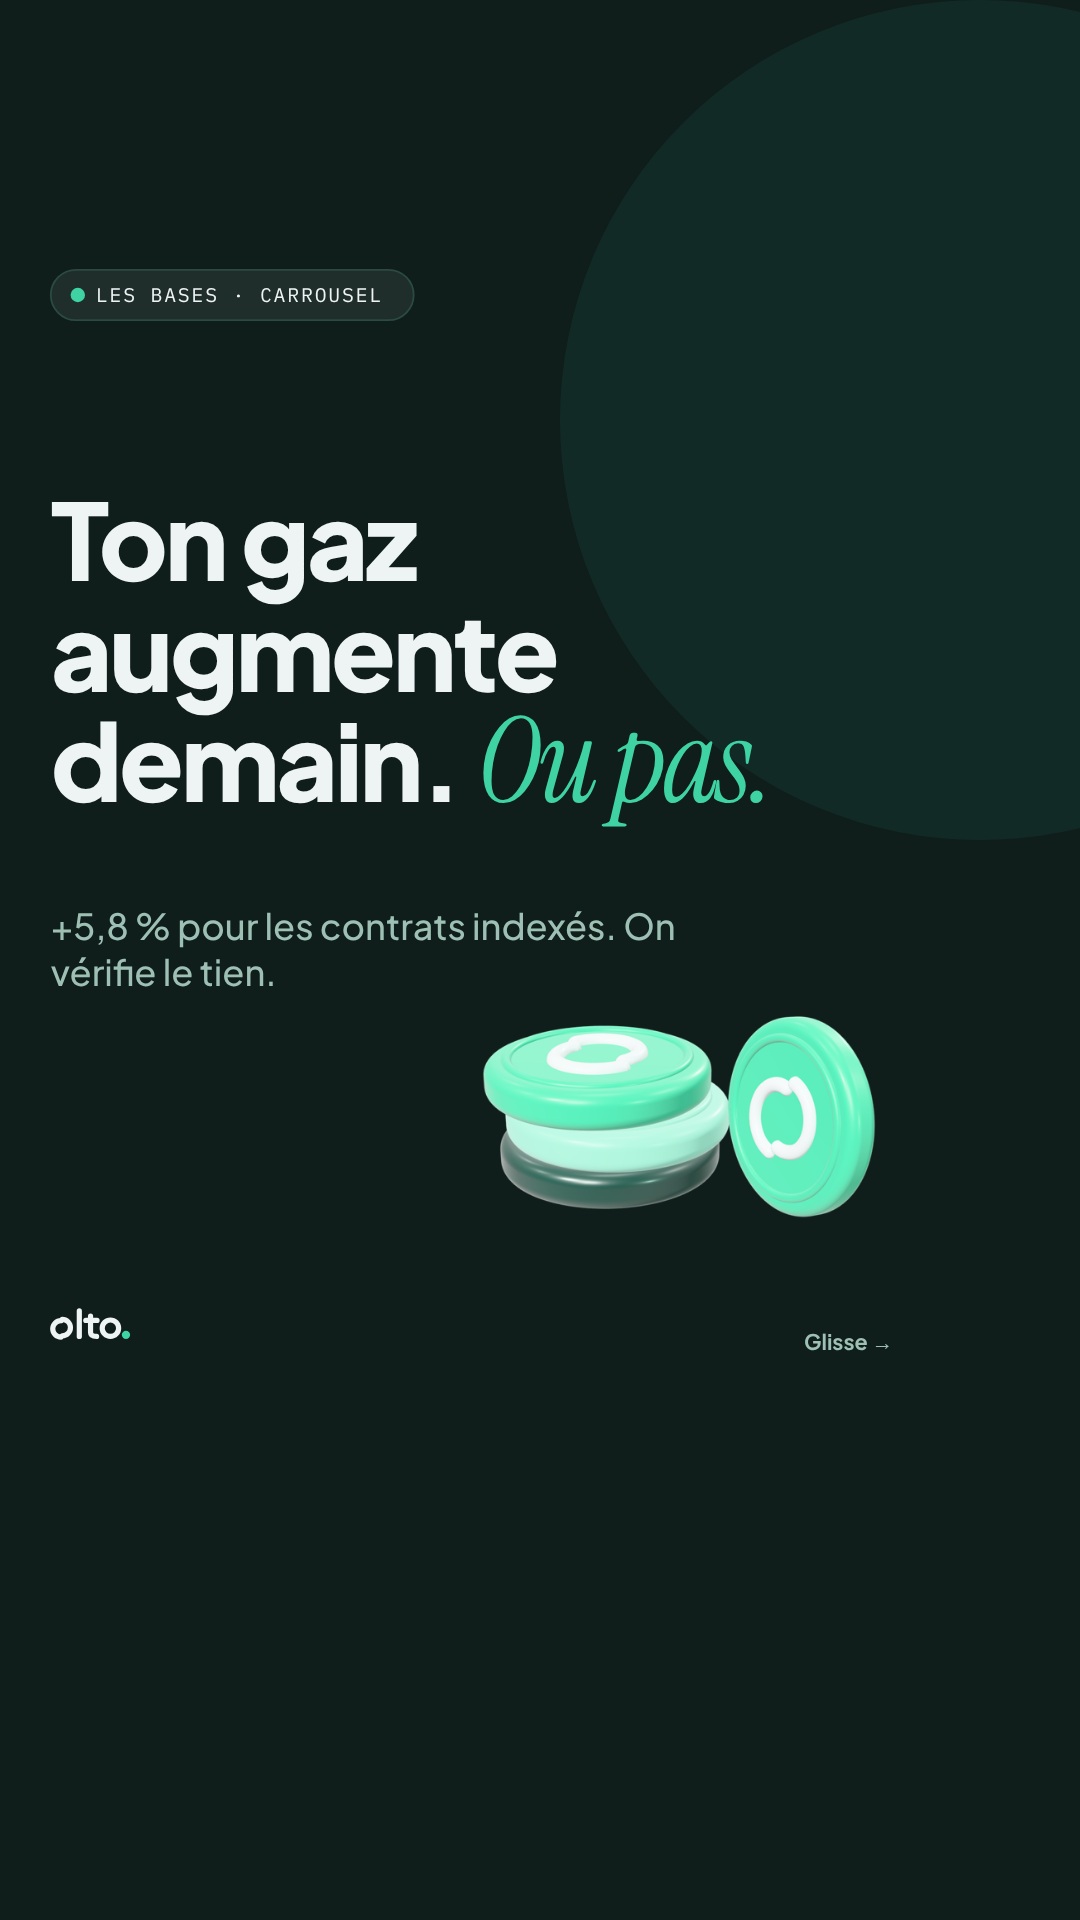 LES BASES · CARROUSEL
Ton gaz
augmente
demain. Ou pas.
+5,8 % pour les contrats indexés. On
vérifie le tien.
olto.
Glisse →